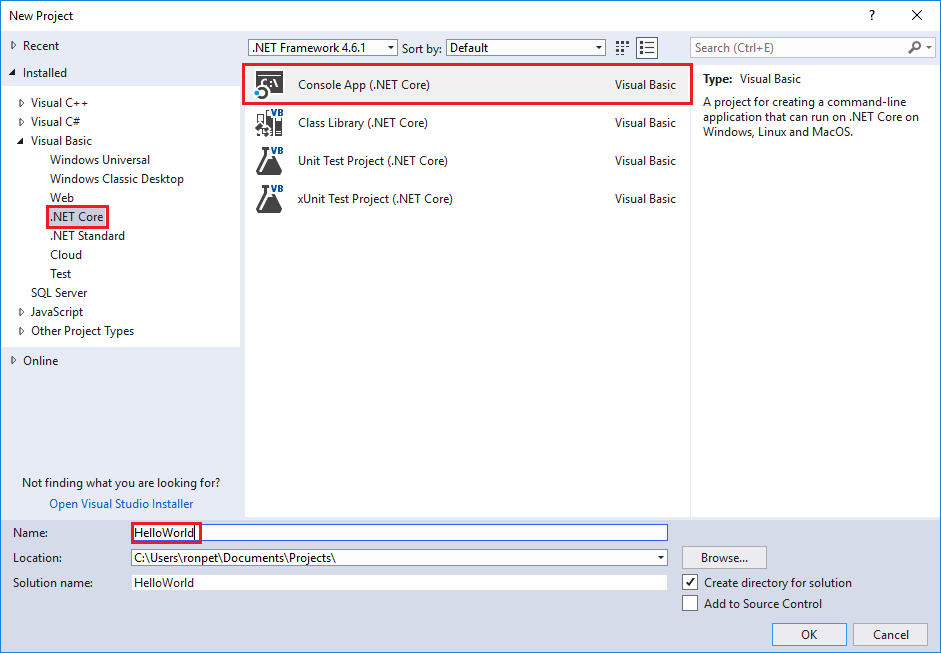 New Project
?
Recent
Installed
Visual C++
Visual C#
Visual Basic
Windows Universal
Windows Classic Desktop
Web
.NET Core
.NET Standard
Cloud
Test
SQL Server
JavaScript
Other Project Types
Online
Not finding what you are looking for?
Open Visual Studio Installer
.NET Framework 4.6.1 Sort by: Default
Console App (.NET Core) Visual Basic
VB
Class Library (.NET Core) Visual Basic
VB
Unit Test Project (.NET Core) Visual Basic
VB
xUnit Test Project (.NET Core) Visual Basic
Search (Ctrl+E)
Type: Visual Basic
A project for creating a command-line
application that can run on .NET Core on
Windows, Linux and MacOS.
Name: HelloWorld
Location: C:\Users\ronpet\Documents\Projects\
Browse...
Solution name: HelloWorld
Create directory for solution
Add to Source Control
OK Cancel